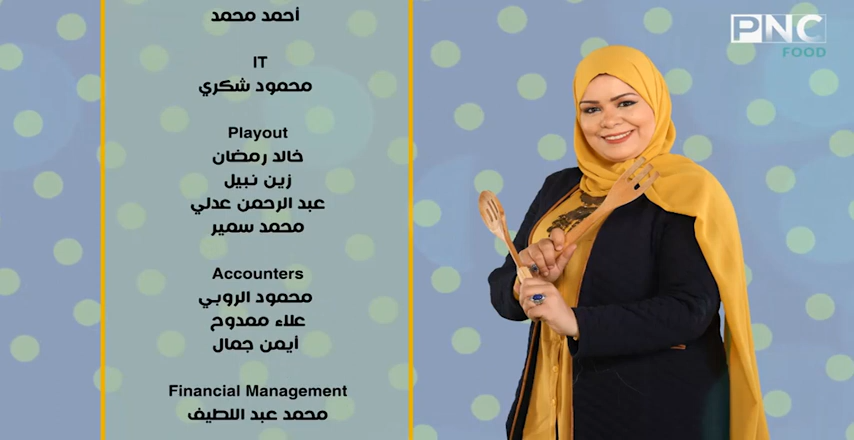 PNC
FOOD
أحمد محمد
IT
محمود شكري
Playout
خالد رمضان
زين نبيل
عبد الرحمن عدلي
محمد سمير
Accounters
محمود الروبي
علاء ممدوح
أيمن جمال
Financial Management
محمد عبد اللطيف